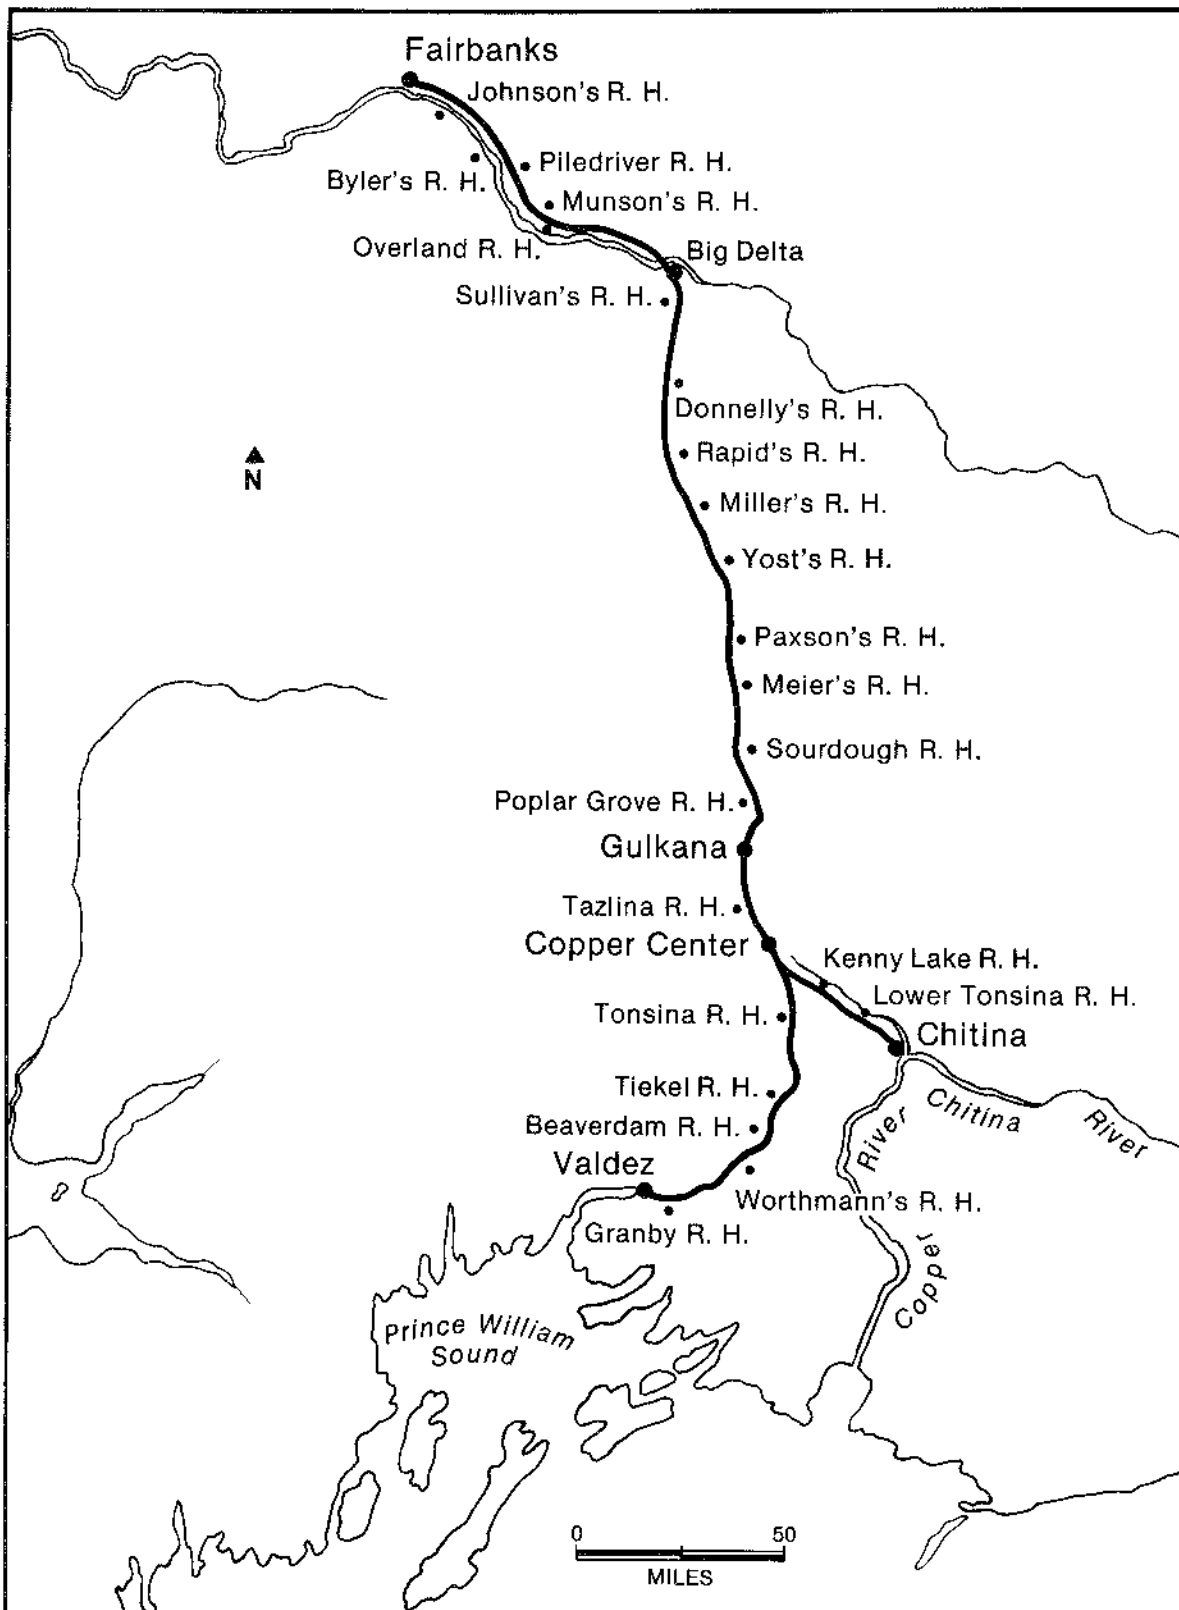 Fairbanks
Johnson's R. H.
Piledriver R. H.
Byler's R. H.
Munson's R. H.
Overland R. H.
Big Delta
Sullivan's R. H.
Donnelly's R. H.
Rapid's R. H.
N
Miller's R. H.
Yost's R. H.
Paxson's R. H.
Meier's R. H.
Sourdough R. H.
Poplar Grove R. H.
Gulkana
Tazlina R. H.
Copper Center
Kenny Lake R. H.
Lower Tonsina R. H.
Tonsina R. H.
Chitina
Tiekel R. H.
Chitina River
Beaverdam R. H.
Valdez
Worthmann's R. H.
Granby R. H.
Copper River
Prince William
Sound
0 50
MILES